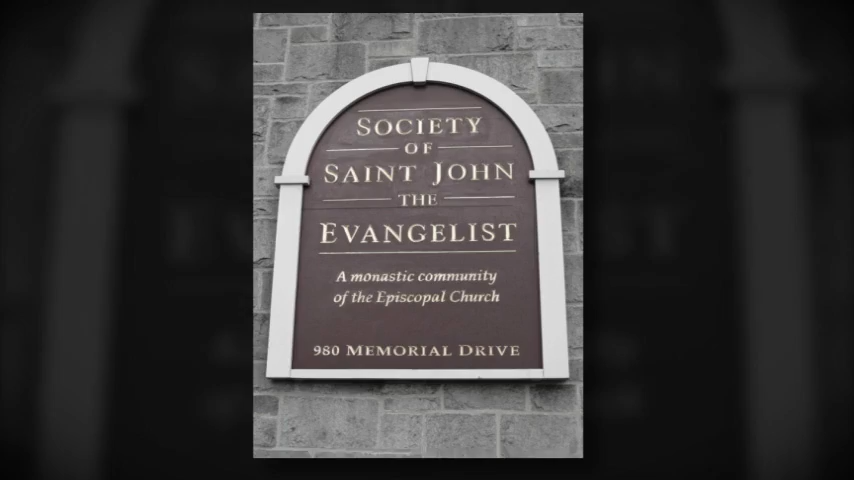 SOCIETY
OF
SAINT JOHN
THE
EVANGELIST
A monastic community
of the Episcopal Church
980 MEMORIAL DRIVE